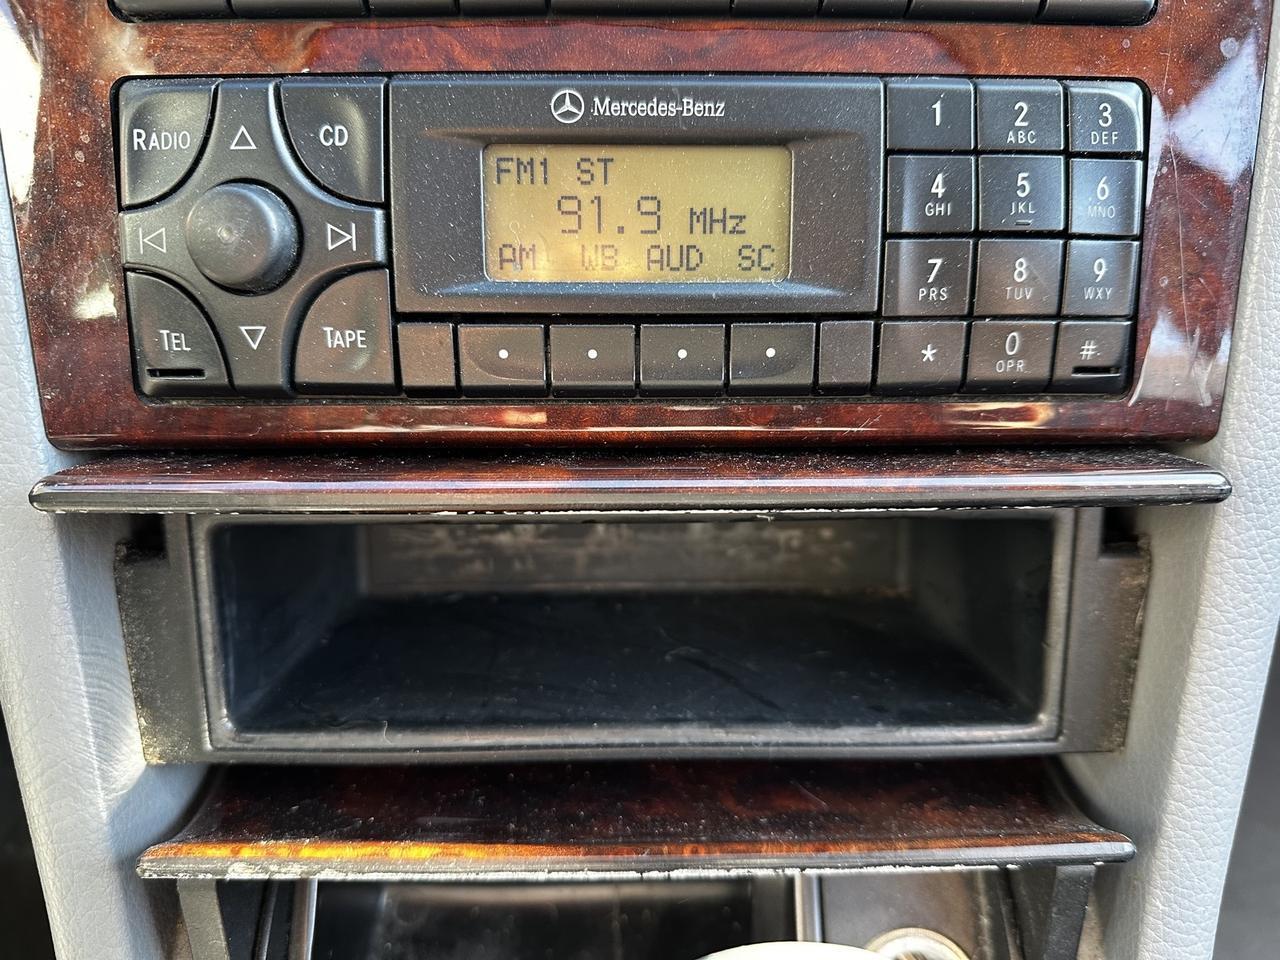 Mercedes-Benz
RADIO
CD
TEL
TAPE
FM1 ST
91.9 MHz
AM WB AUD SC
1
2 ABC
3 DEF
4 GHI
5 JKL
6 MNO
7 PRS
8 TUV
9 WXY
*
0 OPR
#